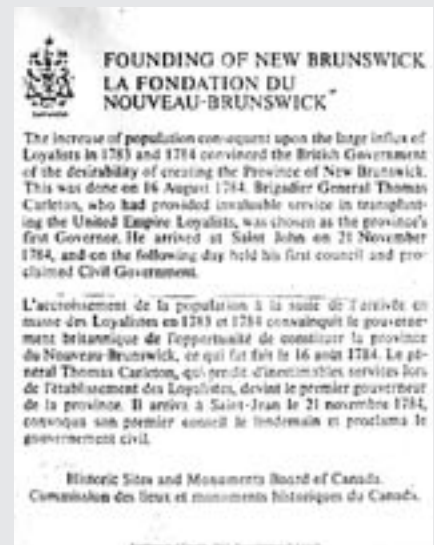 FOUNDING OF NEW BRUNSWICK
LA FONDATION DU
NOUVEAU-BRUNSWICK
The increase of population consequent upon the large influx of
Loyalists in 1783 and 1784 convinced the British Government
of the desirability of creating the Province of New Brunswick.
This was done on 16 August 1784. Brigadier General Thomas
Carleton, who had provided invaluable service in transplant-
ing the United Empire Loyalists, was chosen as the province's
first Governor. He arrived at Saint John on 21 November
1784, and on the following day held his first council and pro-
claimed Civil Government.
L'accroissement de la population à la suite de l'arrivée en
masse des Loyalistes en 1783 et 1784 convainquit le gouverne-
ment britannique de l'opportunité de constituer la province
du Nouveau-Brunswick, ce qui fut fait le 16 août 1784. Le gé-
néral Thomas Carleton, qui d'inestimables services lors
de l'établissement des Loyalistes, devint le premier gouverneur
de la province. Il arriva à Saint-Jean le 21 novembre 1784,
convoqua son premier conseil le lendemain et proclama le
gouvernement civil.
Historic Sites and Monuments Board of Canada.
Commission des lieux et monuments historiques du Canada.